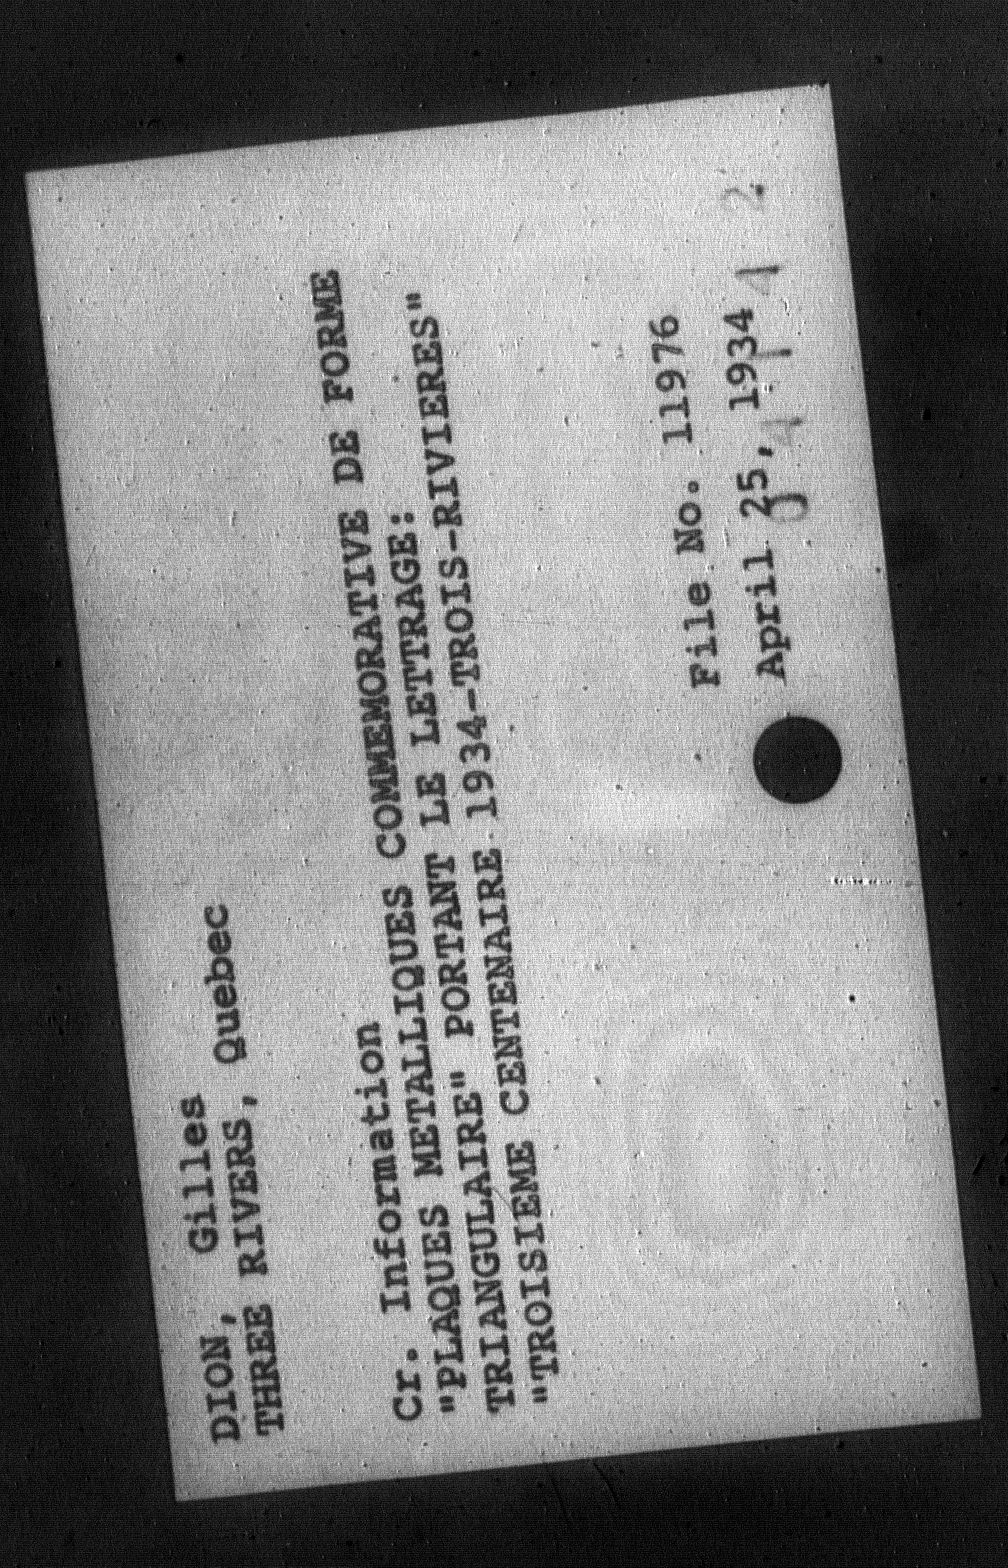 DION, Gilles
THREE RIVERS, Quebec
Cr. Information
"PLAQUES METALLIQUES COMMEMORATIVE DE FORME
TRIANGULAIRE" PORTANT LE LETTRAGE:
"TROISIEME CENTENAIRE 1934-TROIS-RIVIERES"
File No. 11976
April 25, 1934